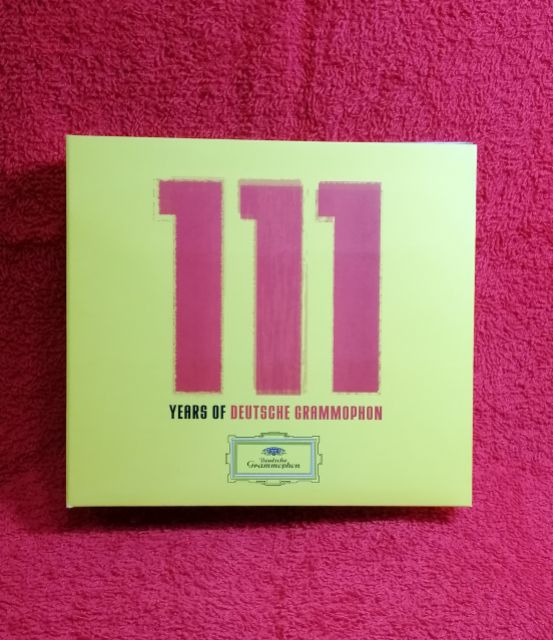 111
YEARS OF DEUTSCHE GRAMMOPHON
Deutsche
Grammophon